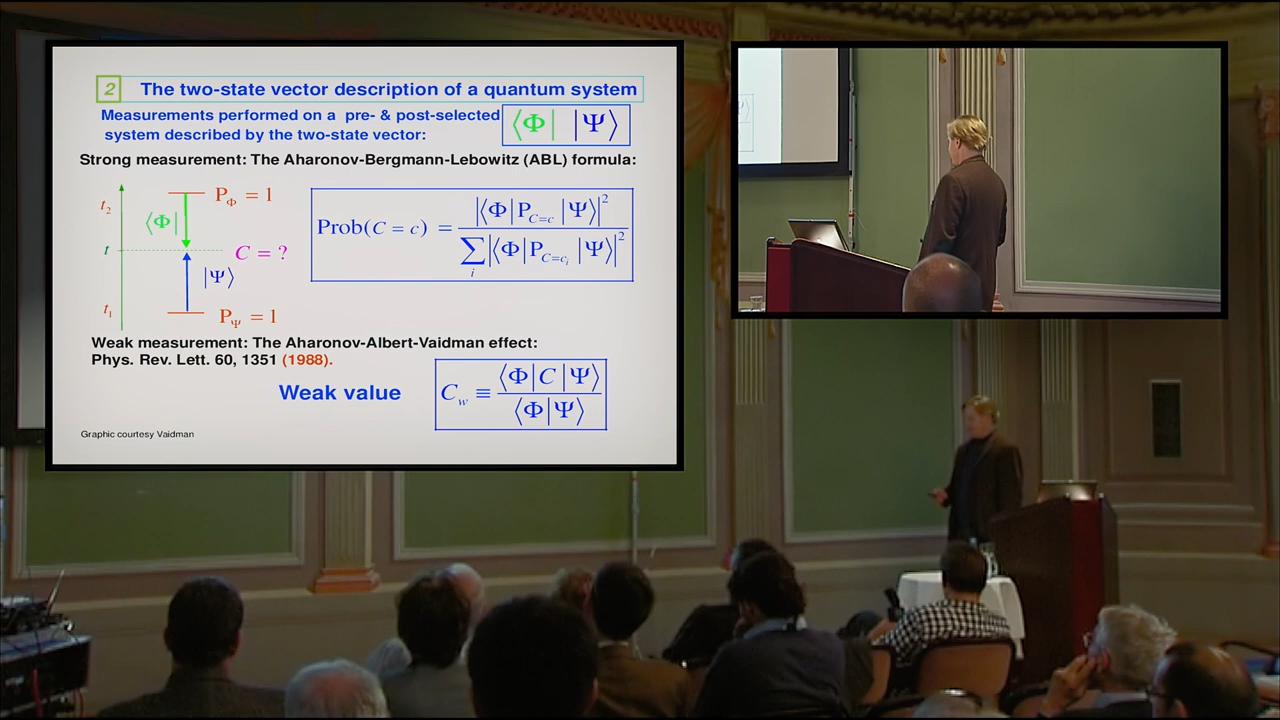 2 The two-state vector description of a quantum system
Measurements performed on a pre- & post-selected
system described by the two-state vector:
⟨Φ| |Ψ⟩
Strong measurement: The Aharonov-Bergmann-Lebowitz (ABL) formula:
t₂ P_Φ = 1
⟨Φ|
t C = ?
|Ψ⟩
t₁ P_Ψ = 1
Prob(C = c) = |⟨Φ|P_{C=c}|Ψ⟩|² / ∑_i |⟨Φ|P_{C=c_i}|Ψ⟩|²
Weak measurement: The Aharonov-Albert-Vaidman effect:
Phys. Rev. Lett. 60, 1351 (1988).
Weak value
C_w ≡ ⟨Φ|C|Ψ⟩ / ⟨Φ|Ψ⟩
Graphic courtesy Vaidman